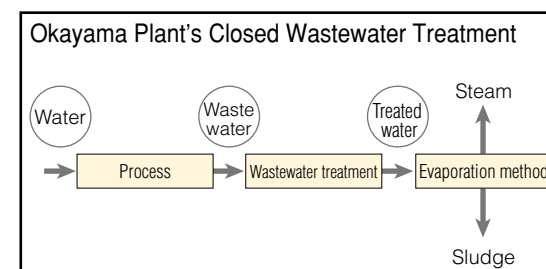 Okayama Plant's Closed Wastewater Treatment
Water
Waste
water
Treated
water
Steam
Process
Wastewater treatment
Evaporation method
Sludge